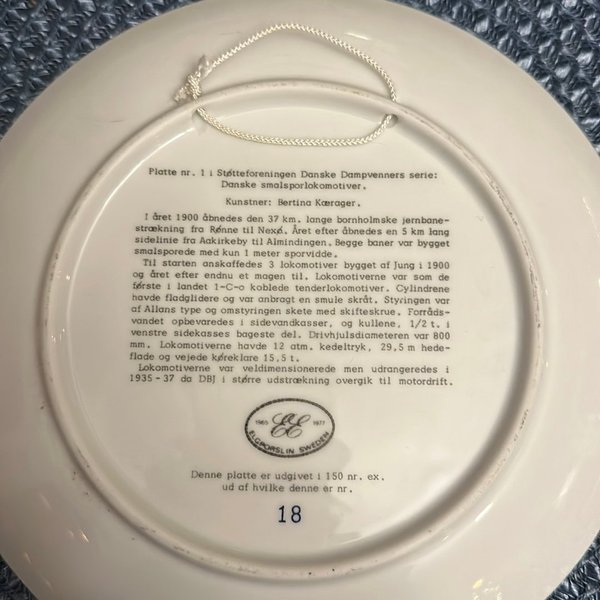 Platte nr. 1 i Støtteforeningen Danske Dampvenners serie:
Danske smalsporlokomotiver.
Kunstner: Bertina Kærager.
I året 1900 åbnedes den 37 km. lange bornholmske jernbane-
strækning fra Rønne til Nexø. Året efter åbnedes en 5 km lang
sidelinie fra Aakirkeby til Almindingen. Begge baner var bygget
smalsporede med kun 1 meter sporvidde.
Til starten anskaffedes 3 lokomotiver bygget af Jung i 1900
og året efter endnu et magen til. Lokomotiverne var som de
første i landet 1-C-o koblede tenderlokomotiver. Cylindrene
havde fladglidere og var anbragt en smule skråt. Styringen var
af Allans type og omstyringen skete med skifteskrue. Forråds-
vandet opbevaredes i sidevandkasser, og kullene, 1/2 t. i
venstre sidekasses bageste del. Drivhjulsdiameteren var 800
mm. Lokomotiverne havde 12 atm. kedeltryk, 29,5 m hede-
flade og vejede køreklare 15,5 t.
Lokomotiverne var veldimensionerede men udrangeredes i
1935-37 da DBJ i større udstrækning overgik til motordrift.
1965 EE 1977
ELGPORSLIN SWEDEN
Denne platte er udgivet i 150 nr. ex.
ud af hvilke denne er nr.
18